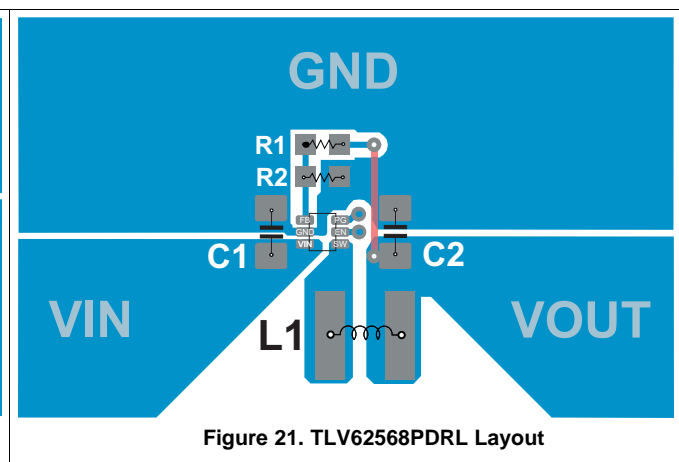 GND
R1
R2
FB PG
GND EN
VIN SW
C1 C2
VIN L1 VOUT
Figure 21. TLV62568PDRL Layout